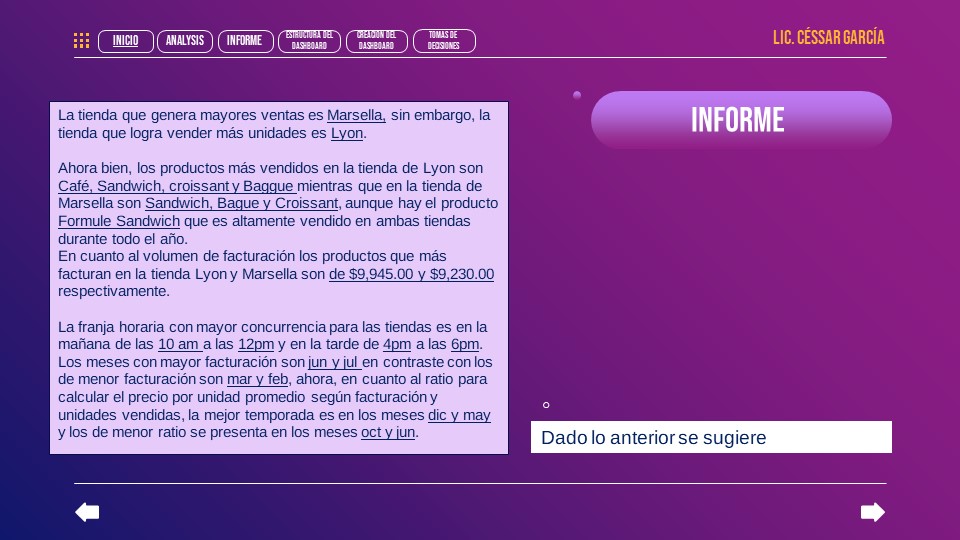 INICIO
ANALYSIS
INFORME
ESTRUCTURA DEL
DASHBOARD
CREACION DEL
DASHBOARD
TOMAS DE
DECISIONES
LIC. CÉSSAR GARCÍA
La tienda que genera mayores ventas es Marsella, sin embargo, la
tienda que logra vender más unidades es Lyon.
Ahora bien, los productos más vendidos en la tienda de Lyon son
Café, Sandwich, croissant y Baggue mientras que en la tienda de
Marsella son Sandwich, Bague y Croissant, aunque hay el producto
Formule Sandwich que es altamente vendido en ambas tiendas
durante todo el año.
En cuanto al volumen de facturación los productos que más
facturan en la tienda Lyon y Marsella son de $9,945.00 y $9,230.00
respectivamente.
La franja horaria con mayor concurrencia para las tiendas es en la
mañana de las 10 am a las 12pm y en la tarde de 4pm a las 6pm.
Los meses con mayor facturación son jun y jul en contraste con los
de menor facturación son mar y feb, ahora, en cuanto al ratio para
calcular el precio por unidad promedio según facturación y
unidades vendidas, la mejor temporada es en los meses dic y may
y los de menor ratio se presenta en los meses oct y jun.
INFORME
Dado lo anterior se sugiere